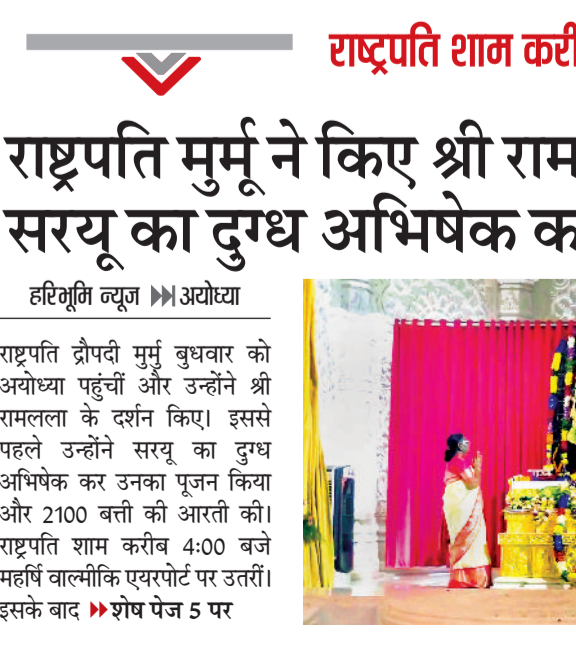 राष्ट्रपति शाम करी
राष्ट्रपति मुर्मू ने किए श्री राम
सरयू का दुग्ध अभिषेक क
हरिभूमि न्यूज ▶▶| अयोध्या
राष्ट्रपति द्रौपदी मुर्मु बुधवार को
अयोध्या पहुंचीं और उन्होंने श्री
रामलला के दर्शन किए। इससे
पहले उन्होंने सरयू का दुग्ध
अभिषेक कर उनका पूजन किया
और 2100 बत्ती की आरती की।
राष्ट्रपति शाम करीब 4:00 बजे
महर्षि वाल्मीकि एयरपोर्ट पर उतरीं।
इसके बाद ▶▶शेष पेज 5 पर